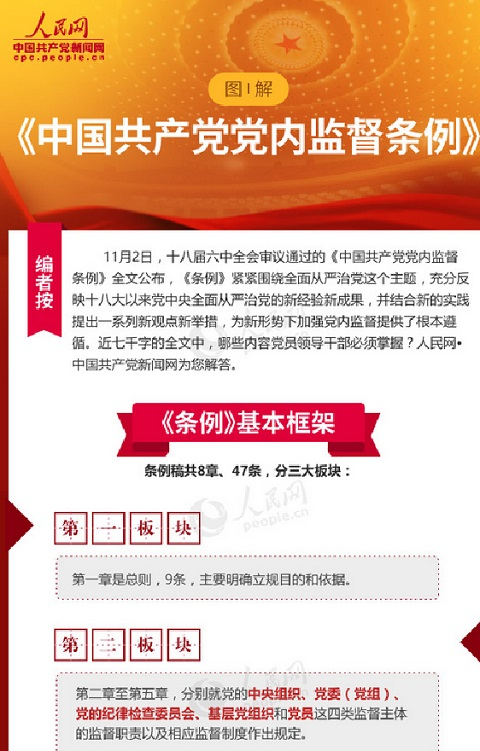 人民网
中国共产党新闻网
cpc.people.cn
图|解
《中国共产党党内监督条例》
编者按
11月2日，十八届六中全会审议通过的《中国共产党党内监督
条例》全文公布，《条例》紧紧围绕全面从严治党这个主题，充分反
映十八大以来党中央全面从严治党的新经验新成果，并结合新的实践
提出一系列新观点新举措，为新形势下加强党内监督提供了根本遵
循。近七千字的全文中，哪些内容党员领导干部必须掌握？人民网•
中国共产党新闻网为您解答。
《条例》基本框架
条例稿共8章、47条，分三大板块：
人民网
people.cn
第一板块
第一章是总则，9条，主要明确立规目的和依据。
第二板块
第二章至第五章，分别就党的中央组织、党委（党组）、
党的纪律检查委员会、基层党组织和党员这四类监督主体
的监督职责以及相应监督制度作出规定。